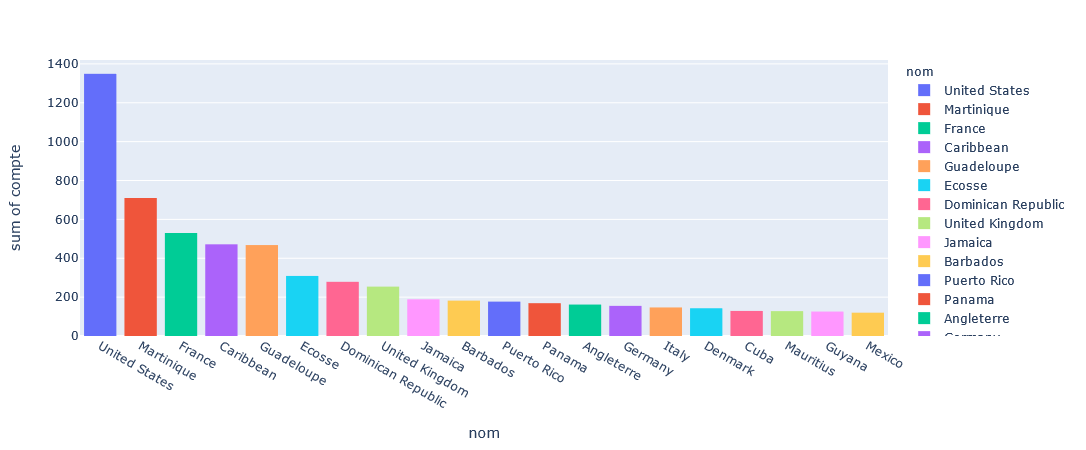 1400
1200
1000
800
600
400
200
0
sum of compte
United States
Martinique
France
Caribbean
Guadeloupe
Ecosse
Dominican Republic
United Kingdom
Jamaica
Barbados
Puerto Rico
Panama
Angleterre
Germany
Italy
Denmark
Cuba
Mauritius
Guyana
Mexico
nom
nom
United States
Martinique
France
Caribbean
Guadeloupe
Ecosse
Dominican Republic
United Kingdom
Jamaica
Barbados
Puerto Rico
Panama
Angleterre
Germany